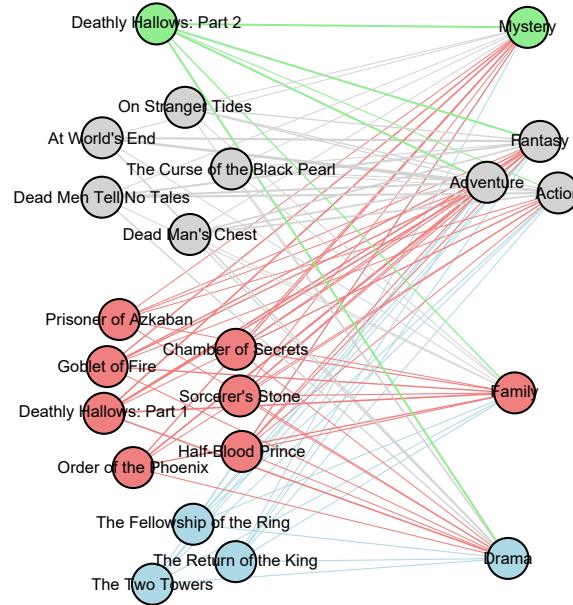 Deathly Hallows: Part 2
Mystery
On Stranger Tides
At World's End
Fantasy
The Curse of the Black Pearl
Adventure
Action
Dead Men Tell No Tales
Dead Man's Chest
Prisoner of Azkaban
Chamber of Secrets
Goblet of Fire
Sorcerer's Stone
Family
Deathly Hallows: Part 1
Half-Blood Prince
Order of the Phoenix
The Fellowship of the Ring
The Return of the King
Drama
The Two Towers